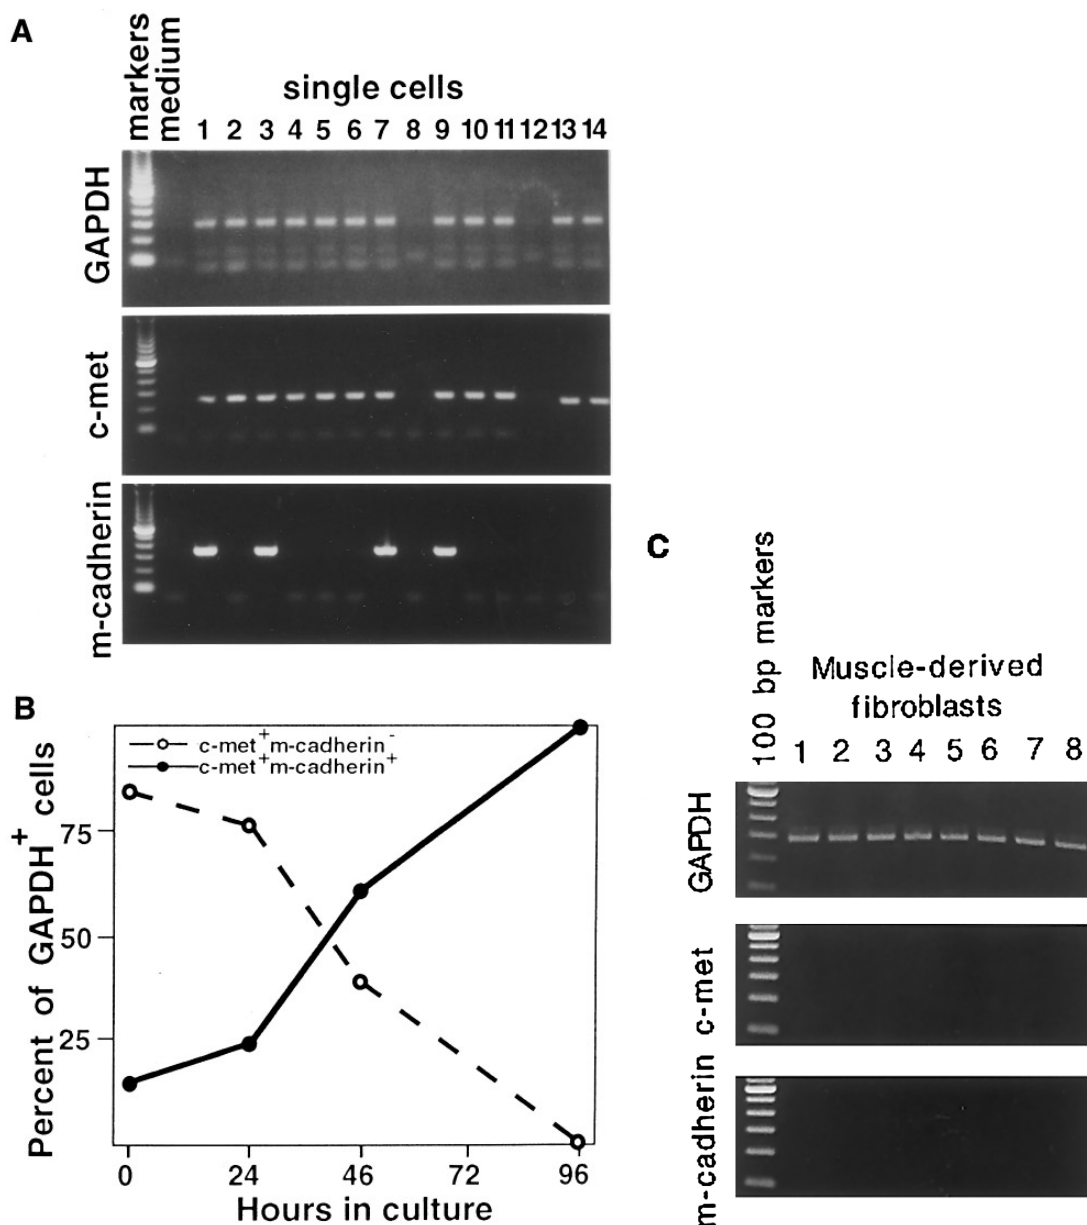 A
markers
medium
single cells
1 2 3 4 5 6 7 8 9 10 11 12 13 14
GAPDH
c-met
m-cadherin
B
c-met+m-cadherin-
c-met+m-cadherin+
Percent of GAPDH+ cells
75
50
25
0 24 46 72 96
Hours in culture
C
100 bp markers
Muscle-derived
fibroblasts
1 2 3 4 5 6 7 8
GAPDH
c-met
m-cadherin